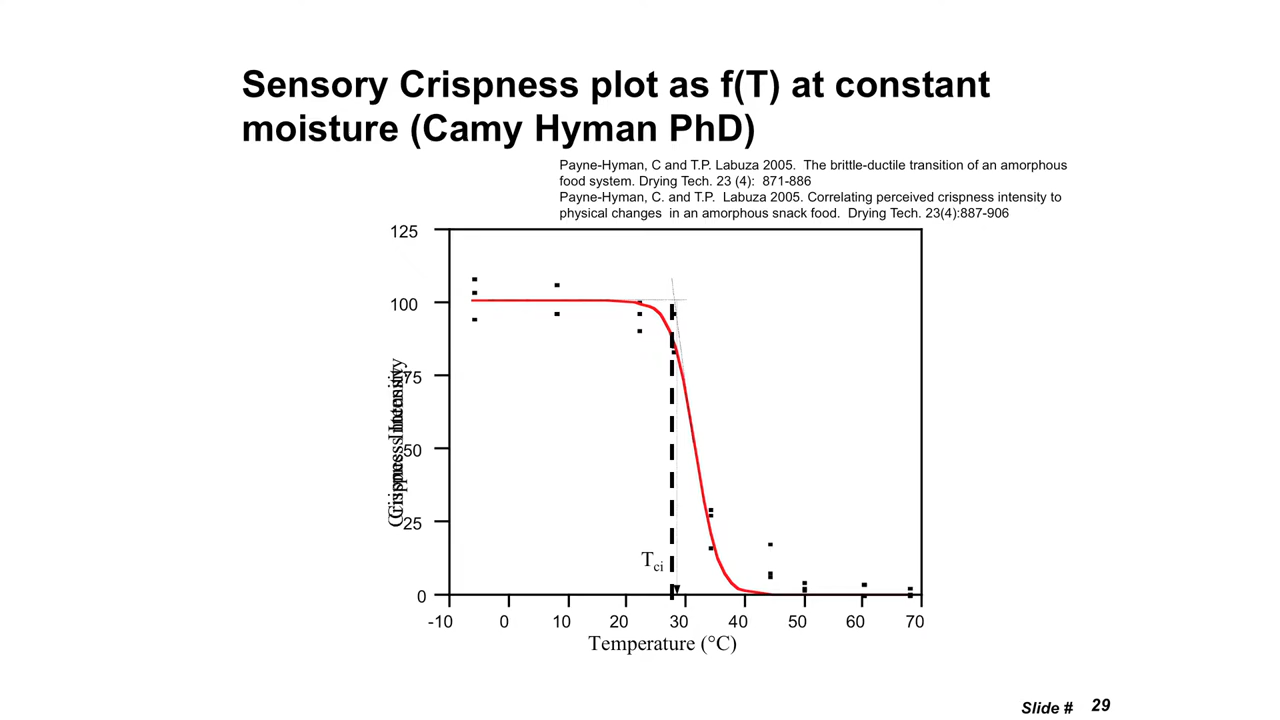 Sensory Crispness plot as f(T) at constant
moisture (Camy Hyman PhD)
Payne-Hyman, C and T.P. Labuza 2005. The brittle-ductile transition of an amorphous
food system. Drying Tech. 23 (4): 871-886
Payne-Hyman, C. and T.P. Labuza 2005. Correlating perceived crispness intensity to
physical changes in an amorphous snack food. Drying Tech. 23(4):887-906
125
100
75
50
25
0
Crispness Intensity
Tci
-10 0 10 20 30 40 50 60 70
Temperature (°C)
Slide # 29